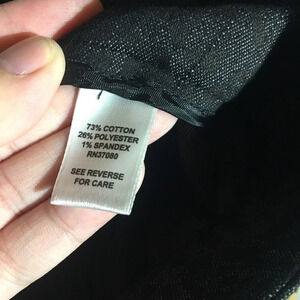 73% COTTON
26% POLYESTER
1% SPANDEX
RN37080
SEE REVERSE
FOR CARE